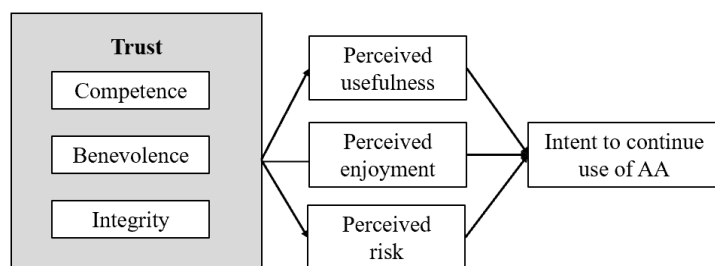 Trust
Competence
Benevolence
Integrity
Perceived
usefulness
Perceived
enjoyment
Perceived
risk
Intent to continue
use of AA